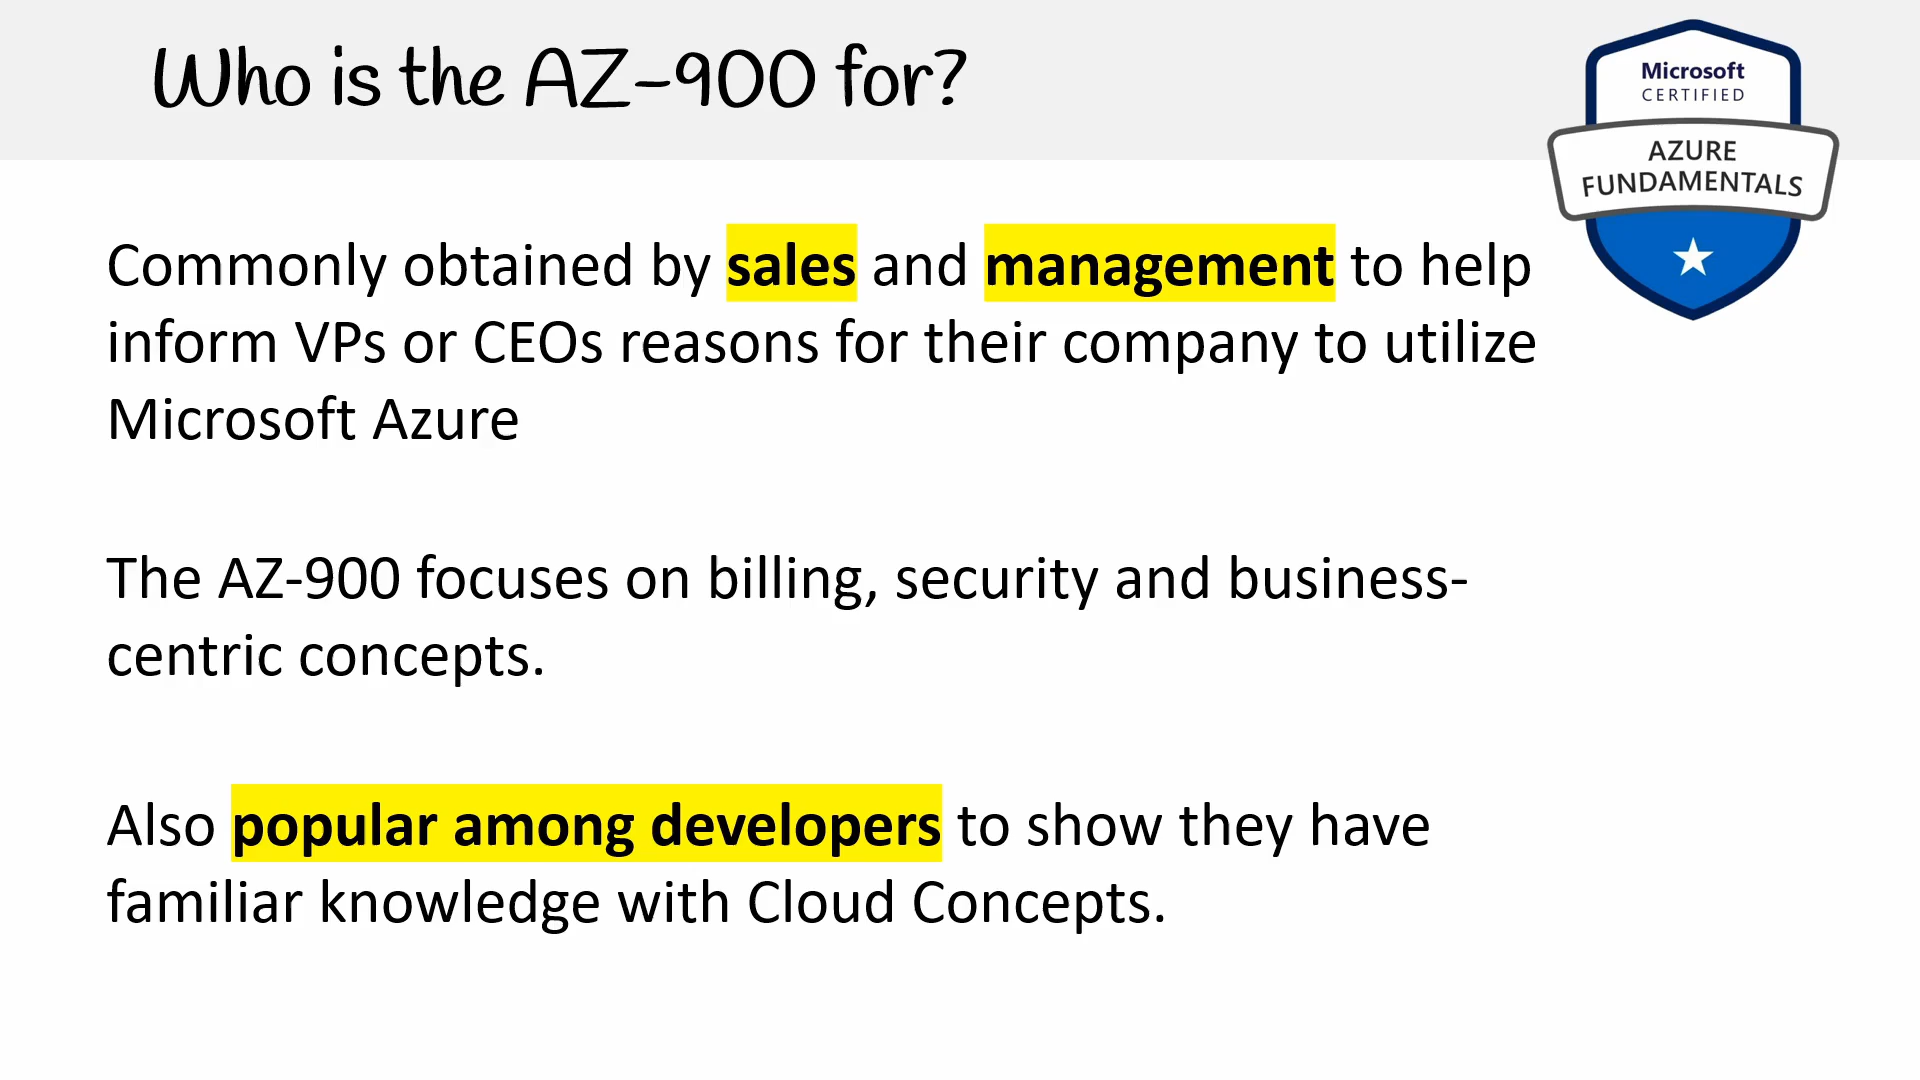 Who is the AZ-900 for?
Microsoft
CERTIFIED
AZURE
FUNDAMENTALS
Commonly obtained by sales and management to help
inform VPs or CEOs reasons for their company to utilize
Microsoft Azure
The AZ-900 focuses on billing, security and business-
centric concepts.
Also popular among developers to show they have
familiar knowledge with Cloud Concepts.